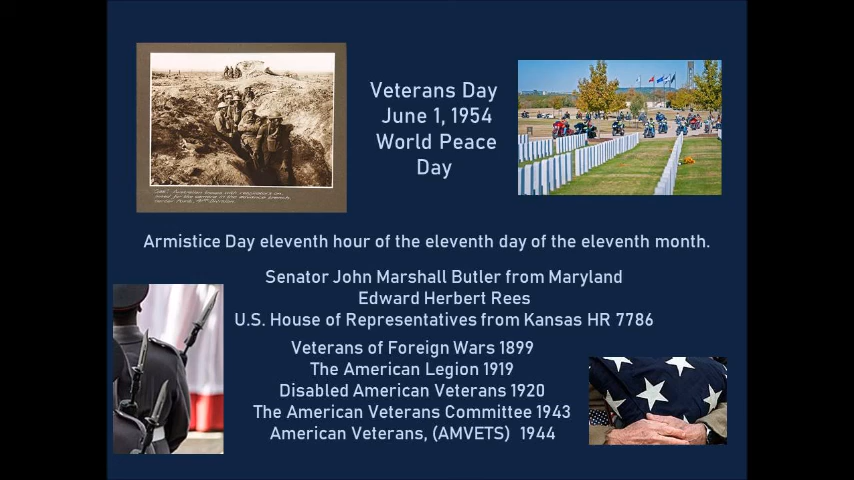 Veterans Day
June 1, 1954
World Peace
Day
Armistice Day eleventh hour of the eleventh day of the eleventh month.
Senator John Marshall Butler from Maryland
Edward Herbert Rees
U.S. House of Representatives from Kansas HR 7786
Veterans of Foreign Wars 1899
The American Legion 1919
Disabled American Veterans 1920
The American Veterans Committee 1943
American Veterans, (AMVETS) 1944